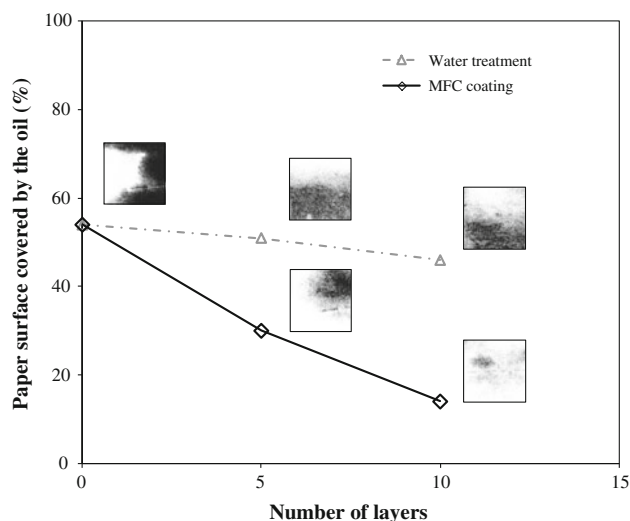 100
80
60
40
20
0
Paper surface covered by the oil (%)
Water treatment
MFC coating
0 5 10 15
Number of layers